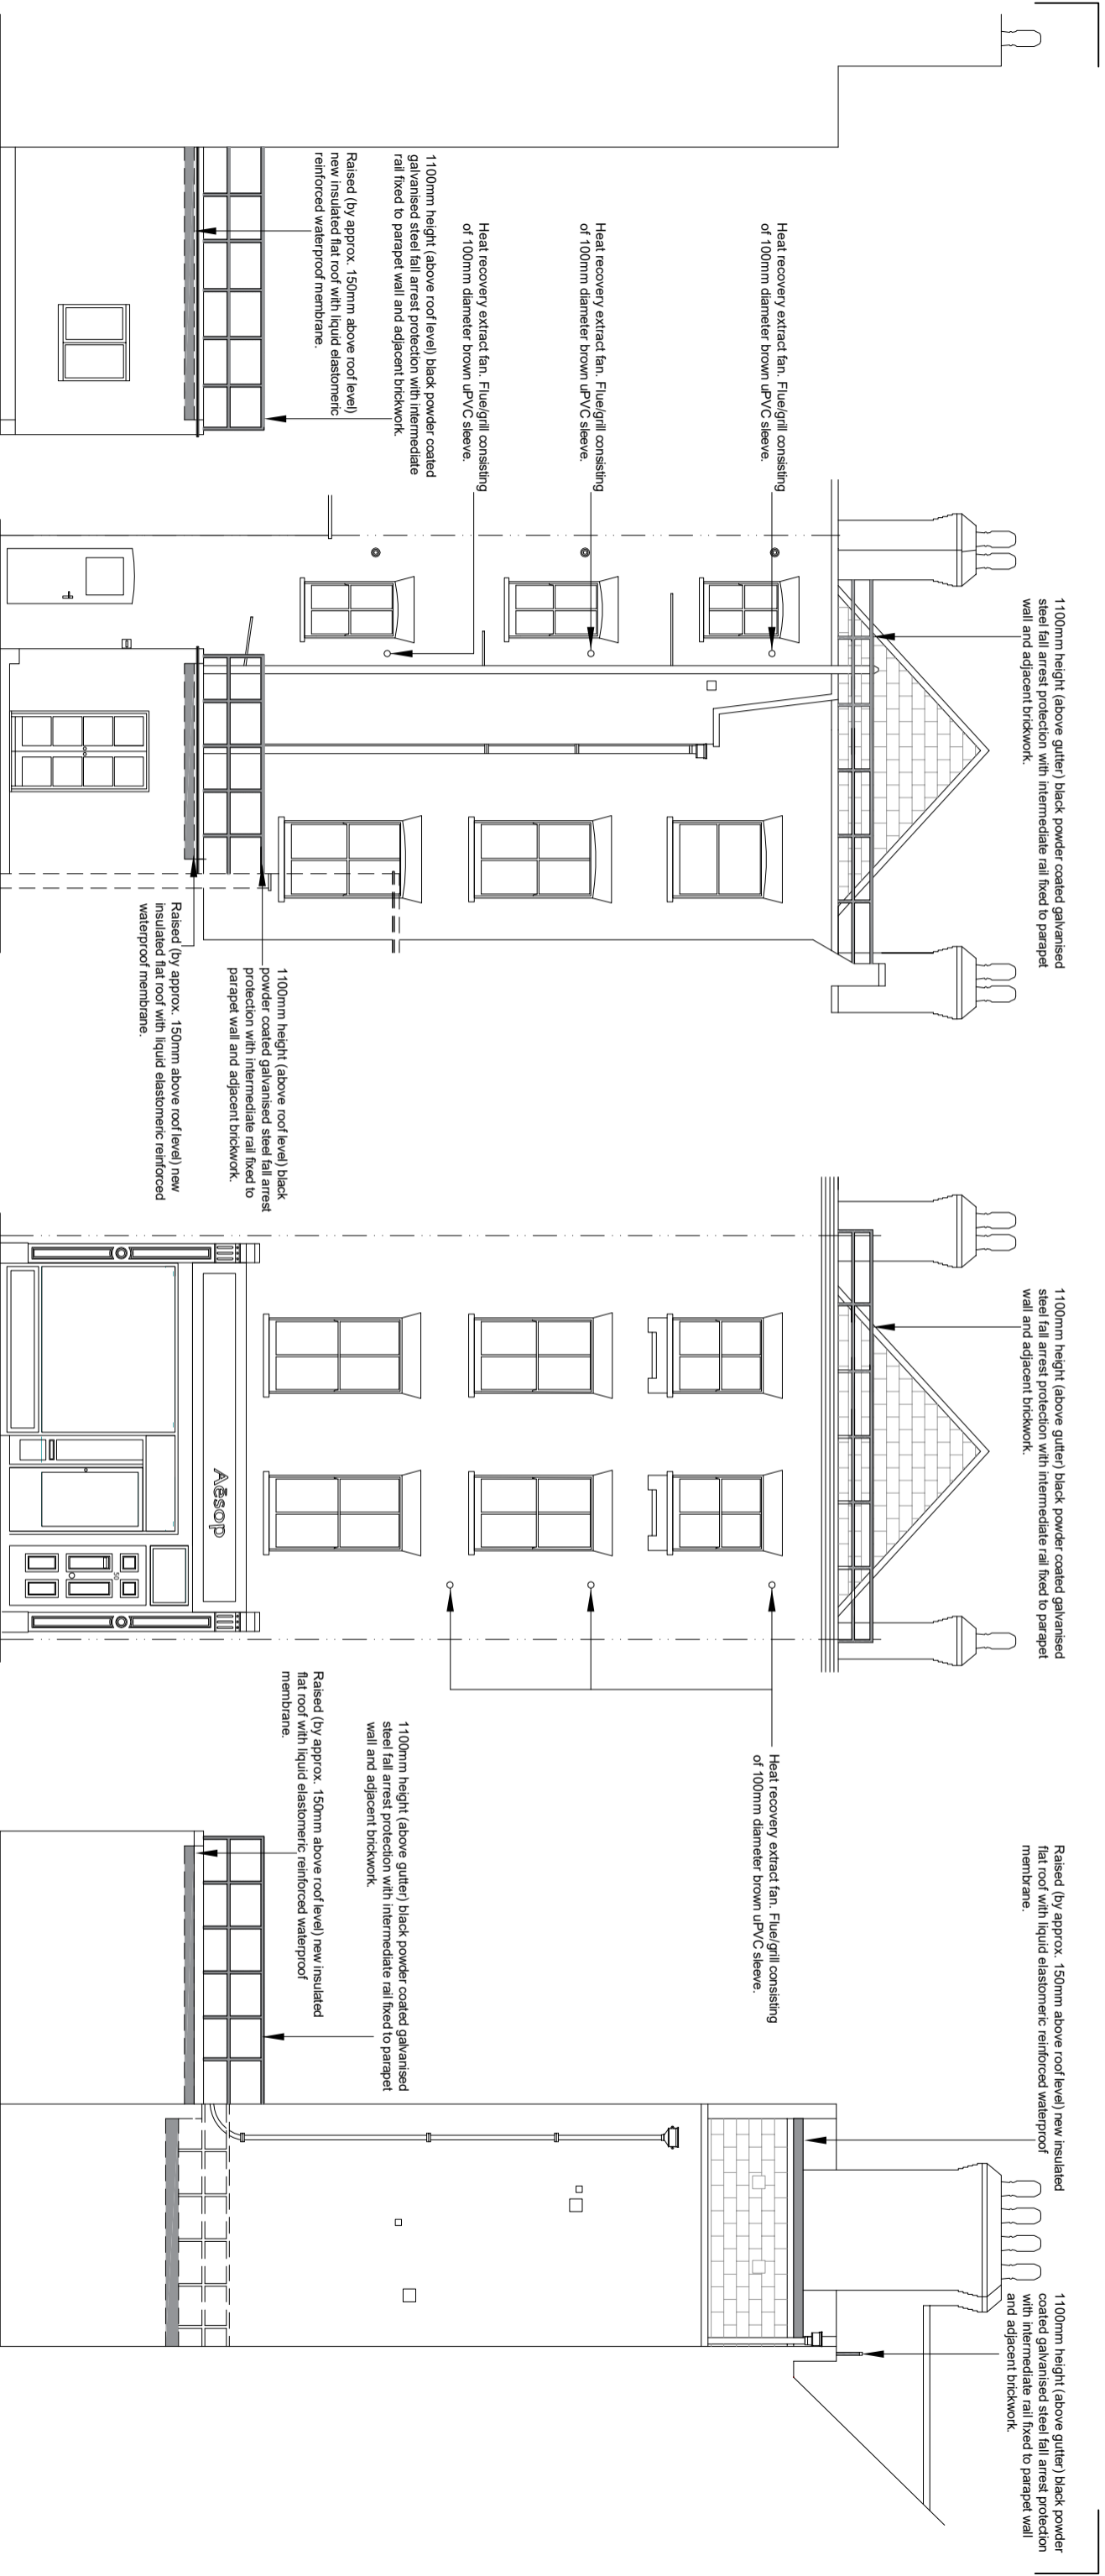 Heat recovery extract fan. Flue/grill consisting
of 100mm diameter brown uPVC sleeve.
Heat recovery extract fan. Flue/grill consisting
of 100mm diameter brown uPVC sleeve.
Heat recovery extract fan. Flue/grill consisting
of 100mm diameter brown uPVC sleeve.
1100mm height (above roof level) black powder coated
galvanised steel fall arrest protection with intermediate
rail fixed to parapet wall and adjacent brickwork.
Raised (by approx. 150mm above roof level)
new insulated flat roof with liquid elastomeric
reinforced waterproof membrane.
1100mm height (above gutter) black powder coated galvanised
steel fall arrest protection with intermediate rail fixed to parapet
wall and adjacent brickwork.
1100mm height (above roof level) black
powder coated galvanised steel fall arrest
protection with intermediate rail fixed to
parapet wall and adjacent brickwork.
Raised (by approx. 150mm above roof level) new
insulated flat roof with liquid elastomeric reinforced
waterproof membrane.
1100mm height (above gutter) black powder coated galvanised
steel fall arrest protection with intermediate rail fixed to parapet
wall and adjacent brickwork.
Aēsop
50
Heat recovery extract fan. Flue/grill consisting
of 100mm diameter brown uPVC sleeve.
1100mm height (above gutter) black powder coated galvanised
steel fall arrest protection with intermediate rail fixed to parapet
wall and adjacent brickwork.
Raised (by approx. 150mm above roof level) new insulated
flat roof with liquid elastomeric reinforced waterproof
membrane.
Raised (by approx. 150mm above roof level) new insulated
flat roof with liquid elastomeric reinforced waterproof
membrane.
1100mm height (above gutter) black powder
coated galvanised steel fall arrest protection
with intermediate rail fixed to parapet wall
and adjacent brickwork.